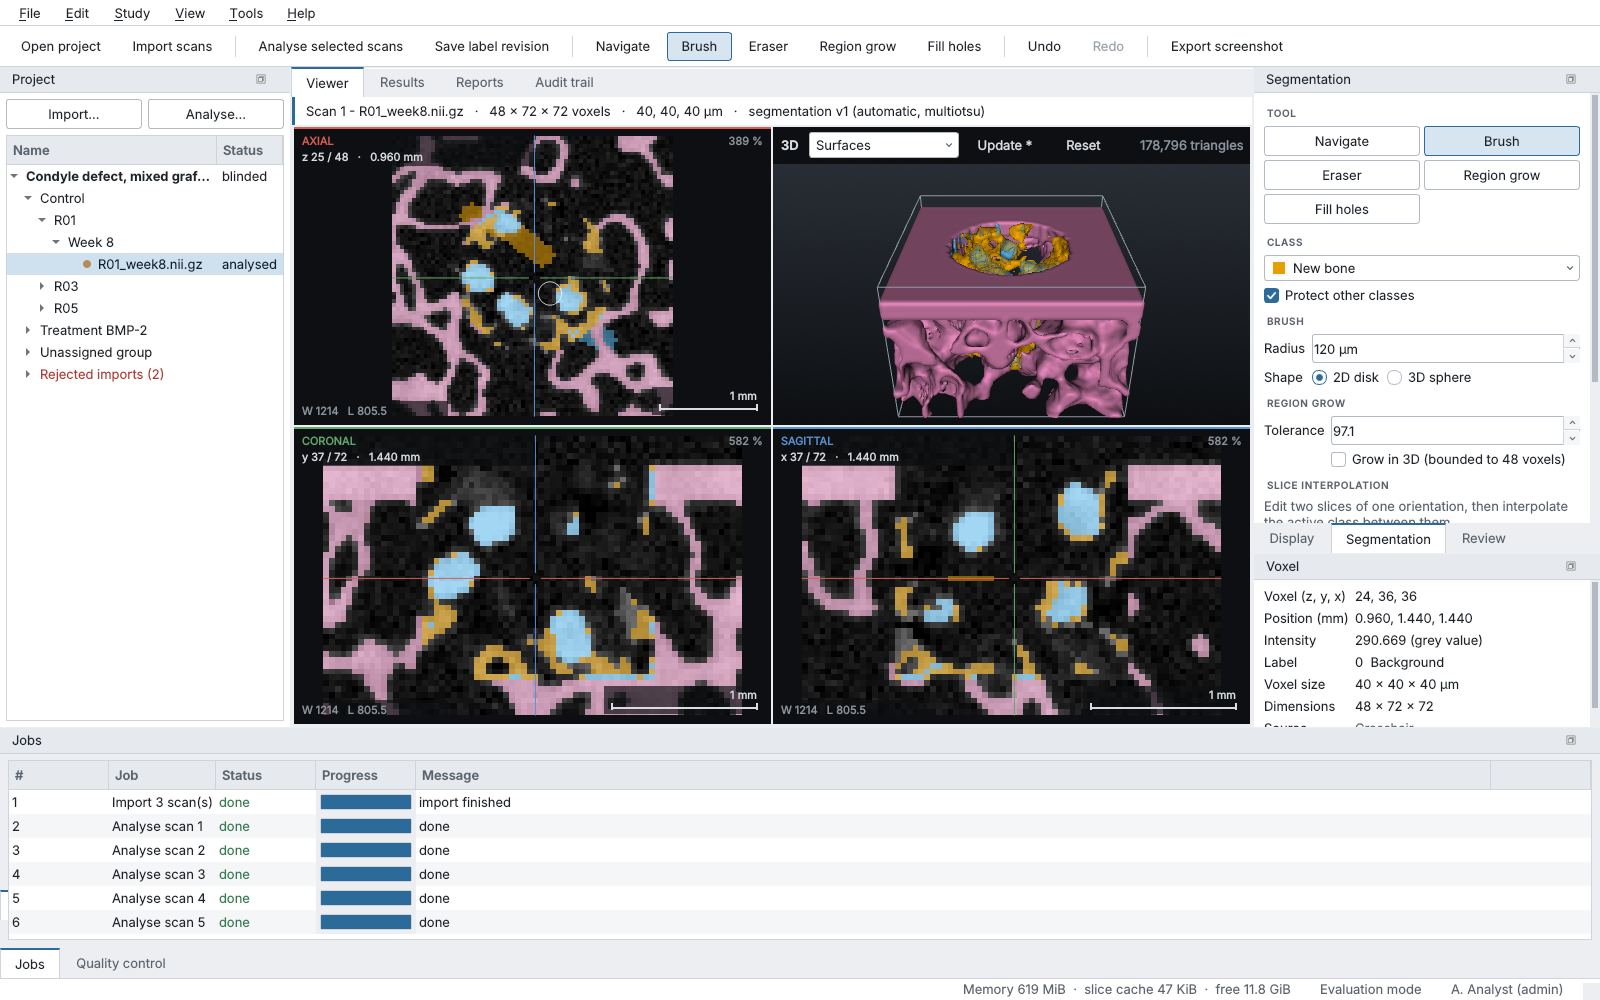 File Edit Study View Tools Help
Open project Import scans Analyse selected scans Save label revision Navigate Brush Eraser Region grow Fill holes Undo Redo Export screenshot
Project
Import... Analyse...
Name Status
Condyle defect, mixed graf... blinded
Control
R01
Week 8
R01_week8.nii.gz analysed
R03
R05
Treatment BMP-2
Unassigned group
Rejected imports (2)
Viewer Results Reports Audit trail
Scan 1 - R01_week8.nii.gz · 48 × 72 × 72 voxels · 40, 40, 40 µm · segmentation v1 (automatic, multiotsu)
AXIAL 389 %
z 25 / 48 · 0.960 mm
1 mm
W 1214 L 805.5
3D Surfaces Update * Reset 178,796 triangles
CORONAL 582 %
y 37 / 72 · 1.440 mm
1 mm
W 1214 L 805.5
SAGITTAL 582 %
x 37 / 72 · 1.440 mm
1 mm
W 1214 L 805.5
Segmentation
TOOL
Navigate Brush
Eraser Region grow
Fill holes
CLASS
New bone
Protect other classes
BRUSH
Radius 120 µm
Shape 2D disk 3D sphere
REGION GROW
Tolerance 97.1
Grow in 3D (bounded to 48 voxels)
SLICE INTERPOLATION
Edit two slices of one orientation, then interpolate
the active class between them
Display Segmentation Review
Voxel
Voxel (z, y, x) 24, 36, 36
Position (mm) 0.960, 1.440, 1.440
Intensity 290.669 (grey value)
Label 0 Background
Voxel size 40 × 40 × 40 µm
Dimensions 48 × 72 × 72
Source Crosshair
Jobs
# Job Status Progress Message
1 Import 3 scan(s) done import finished
2 Analyse scan 1 done done
3 Analyse scan 2 done done
4 Analyse scan 3 done done
5 Analyse scan 4 done done
6 Analyse scan 5 done done
Jobs Quality control
Memory 619 MiB · slice cache 47 KiB · free 11.8 GiB Evaluation mode A. Analyst (admin)